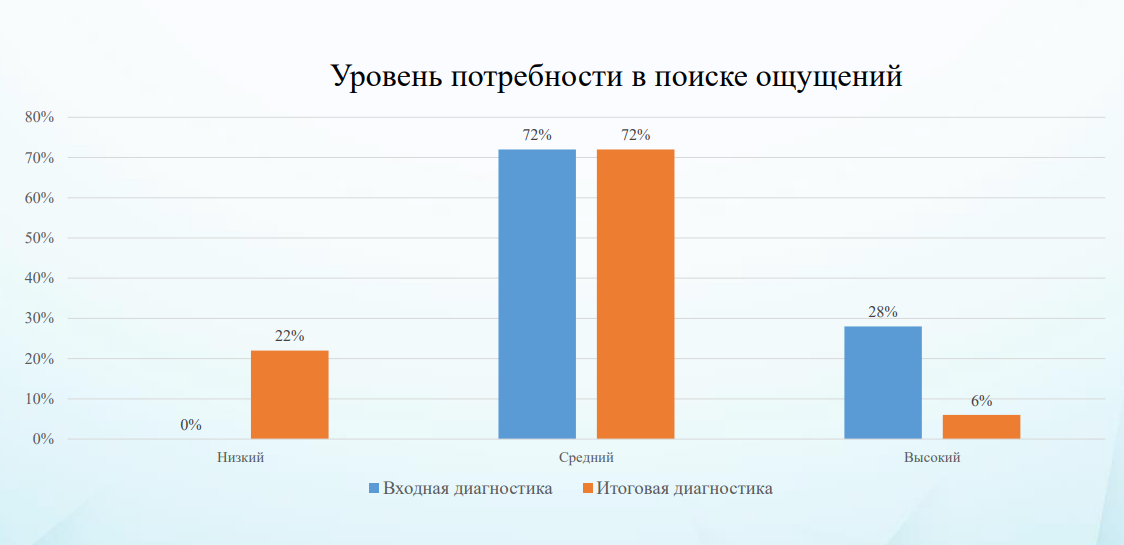 Уровень потребности в поиске ощущений
80%
70%
60%
50%
40%
30%
20%
10%
0%
72%
72%
28%
22%
6%
0%
Низкий
Средний
Высокий
Входная диагностика
Итоговая диагностика